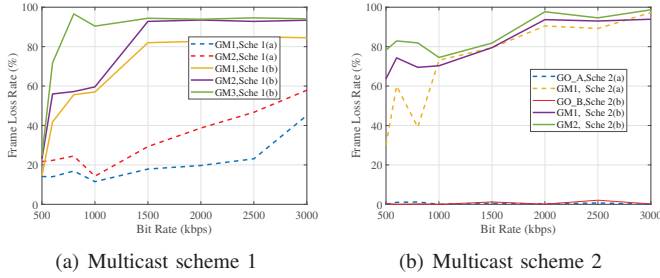 100
80
60
40
20
0
Frame Loss Rate (%)
GM1,Sche 1(a)
GM2,Sche 1(a)
GM1,Sche 1(b)
GM2,Sche 1(b)
GM3,Sche 1(b)
500 1000 1500 2000 2500 3000
Bit Rate (kbps)
(a) Multicast scheme 1
100
80
60
40
20
0
Frame Loss Rate (%)
GO_A,Sche 2(a)
GM1, Sche 2(a)
GO_B,Sche 2(b)
GM1, Sche 2(b)
GM2, Sche 2(b)
500 1000 1500 2000 2500 3000
Bit Rate (kbps)
(b) Multicast scheme 2